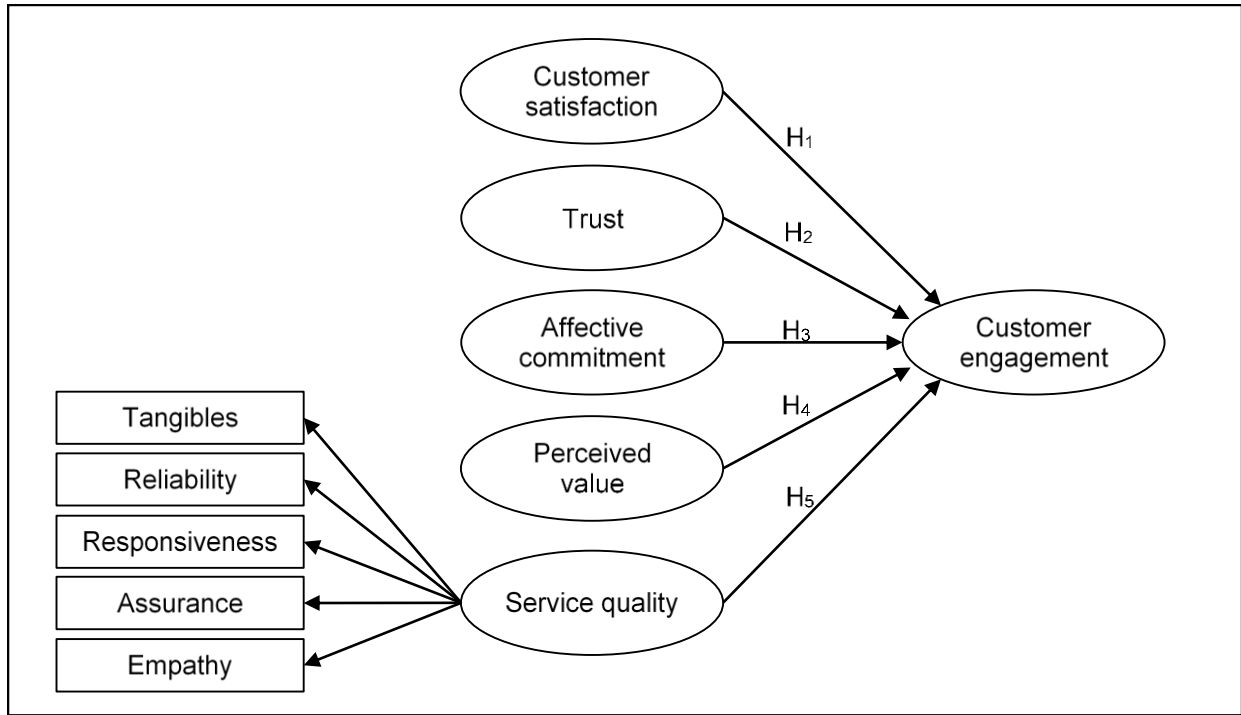 Customer
satisfaction
H₁
Trust
H₂
Affective
commitment
H₃
Customer
engagement
Perceived
value
H₄
Tangibles
Reliability
Responsiveness
Assurance
Empathy
Service quality
H₅